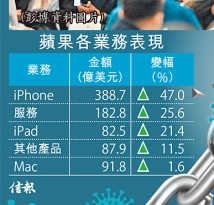 (彭博資料圖片)
蘋果各業務表現
業務 金額(億美元) 變幅(%)
iPhone 388.7 ▲ 47.0
服務 182.8 ▲ 25.6
iPad 82.5 ▲ 21.4
其他產品 87.9 ▲ 11.5
Mac 91.8 ▲ 1.6
信報